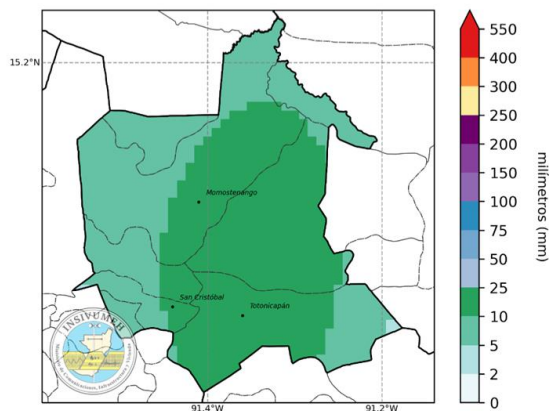 15.2°N
Momostenango
San Cristóbal
Totonicapán
91.4°W
91.2°W
550
400
300
250
200
150
100
75
50
25
10
5
2
0
milímetros (mm)
INSIVUMEH